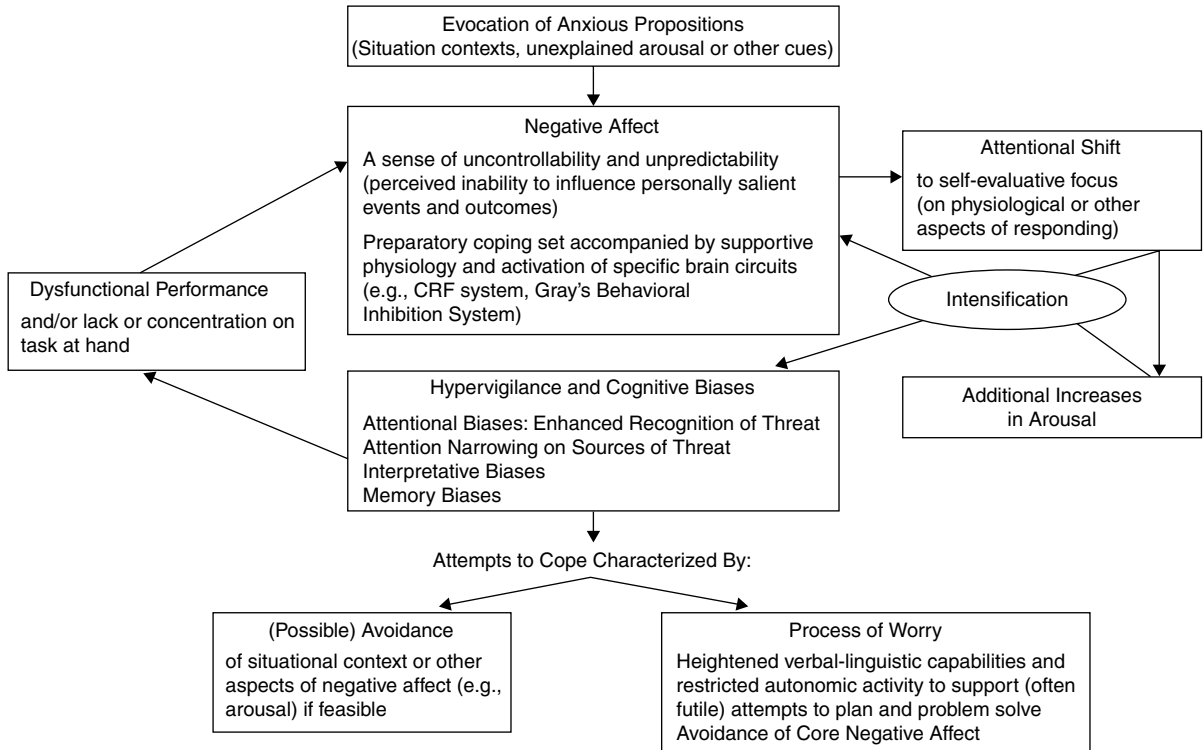 Evocation of Anxious Propositions
(Situation contexts, unexplained arousal or other cues)
Negative Affect
A sense of uncontrollability and unpredictability
(perceived inability to influence personally salient
events and outcomes)
Preparatory coping set accompanied by supportive
physiology and activation of specific brain circuits
(e.g., CRF system, Gray's Behavioral
Inhibition System)
Attentional Shift
to self-evaluative focus
(on physiological or other
aspects of responding)
Intensification
Additional Increases
in Arousal
Dysfunctional Performance
and/or lack or concentration on
task at hand
Hypervigilance and Cognitive Biases
Attentional Biases: Enhanced Recognition of Threat
Attention Narrowing on Sources of Threat
Interpretative Biases
Memory Biases
Attempts to Cope Characterized By:
(Possible) Avoidance
of situational context or other
aspects of negative affect (e.g.,
arousal) if feasible
Process of Worry
Heightened verbal-linguistic capabilities and
restricted autonomic activity to support (often
futile) attempts to plan and problem solve
Avoidance of Core Negative Affect